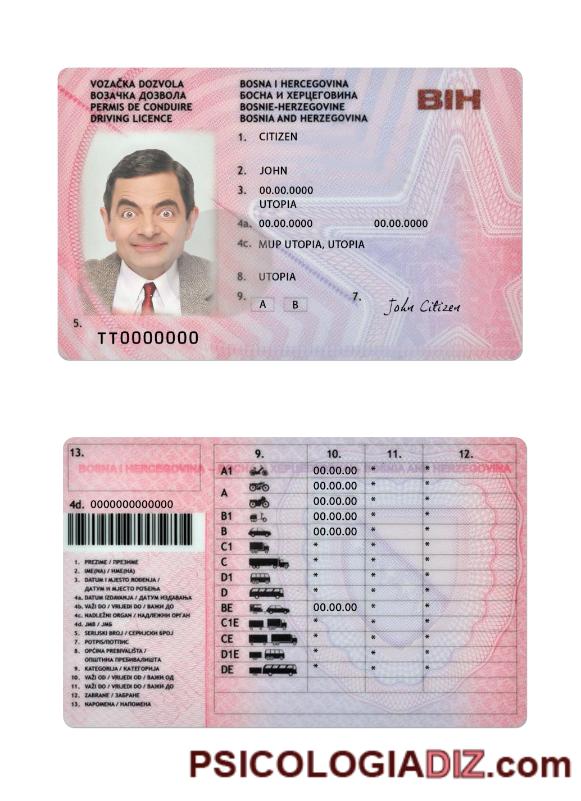 VOZAČKA DOZVOLA
ВОЗАЧКА ДОЗВОЛА
PERMIS DE CONDUIRE
DRIVING LICENCE
BOSNA I HERCEGOVINA
БОСНА И ХЕРЦЕГОВИНА
BOSNIE-HERZEGOVINE
BOSNIA AND HERZEGOVINA
BIH
1. CITIZEN
2. JOHN
3. 00.00.0000
UTOPIA
4a. 00.00.0000 00.00.0000
4c. MUP UTOPIA, UTOPIA
8. UTOPIA
9. A B 7. John Citizen
5. TT0000000
13.
BOSNA I HERCEGOVINA
4d. 0000000000000
1. PREZIME / ПРЕЗИМЕ
2. IME(NA) / ИМЕ(НА)
3. DATUM I MJESTO ROĐENJA /
ДАТУМ И МЈЕСТО РОЂЕЊА
4a. DATUM IZDAVANJA / ДАТУМ ИЗДАВАЊА
4b. VAŽI DO / VRIJEDI DO / ВАЖИ ДО
4c. NADLEŽNI ORGAN / НАДЛЕЖНИ ОРГАН
4d. JMB / ЈМБ
5. SERIJSKI BROJ / СЕРИЈСКИ БРОЈ
7. POTPIS/ПОТПИС
8. OPĆINA PREBIVALIŠTA /
ОПШТИНА ПРЕБИВАЛИШТА
9. KATEGORIJA / КАТЕГОРИЈА
10. VAŽI OD / VRIJEDI OD / ВАЖИ ОД
11. VAŽI DO / VRIJEDI DO / ВАЖИ ДО
12. ZABRANE / ЗАБРАНЕ
13. NAPOMENA / НАПОМЕНА
9. 10. 11. 12.
A1 00.00.00 * *
A 00.00.00 * *
00.00.00 * *
B1 00.00.00 * *
B 00.00.00 * *
C1 * * *
C * * *
D1 * * *
D * * *
BE 00.00.00 * *
C1E * * *
CE * * *
D1E * * *
DE * * *
PSICOLOGIADIZ.com